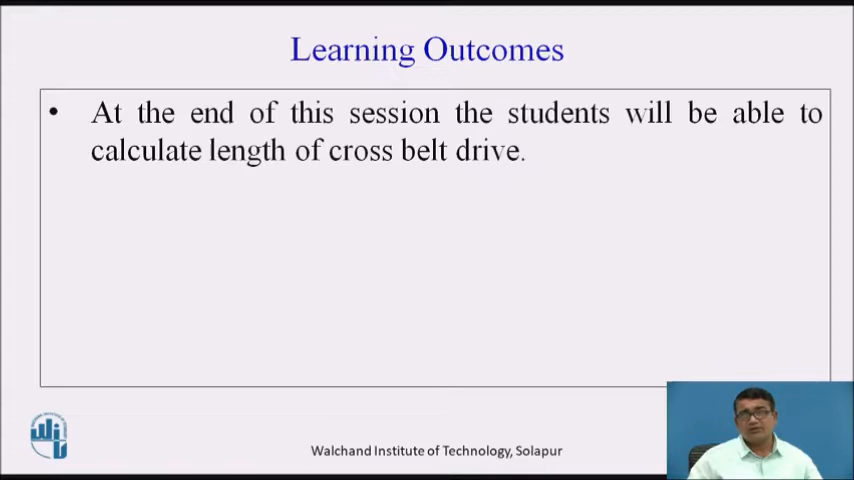 Learning Outcomes
• At the end of this session the students will be able to
calculate length of cross belt drive.
Walchand Institute of Technology, Solapur